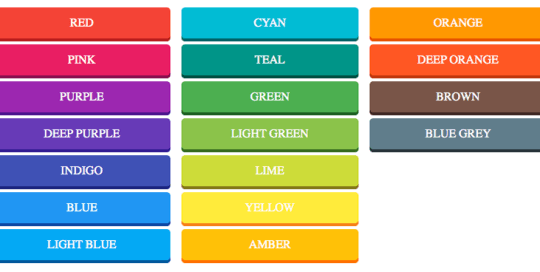 RED
PINK
PURPLE
DEEP PURPLE
INDIGO
BLUE
LIGHT BLUE
CYAN
TEAL
GREEN
LIGHT GREEN
LIME
YELLOW
AMBER
ORANGE
DEEP ORANGE
BROWN
BLUE GREY